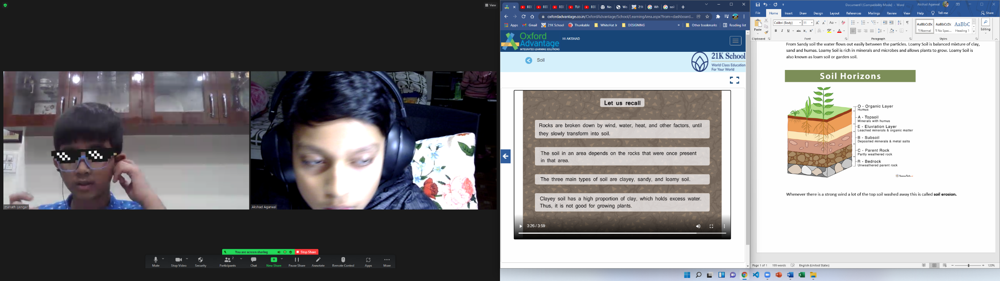 View
mahath iyengar
Akshad Agarwal
You are screen sharing
Stop Share
Mute
Stop Video
Security
Participants
2
Chat
New Share
Pause Share
Annotate
Remote Control
Apps
More
ECC
ECC
ECC
TUI
ECC
Ne
Wo
21I
Wh
soil
oxfordadvantage.co.in/OxfordAdvantage/School/LearningArea.aspx?from=dashboard...
Apps
Gmail
21K School
Thunkable
WhiteHat Jr
DESIGNING
»
Other bookmarks
Reading list
Oxford
Advantage
INTEGRATED LEARNING SOLUTIONS
Hi AKSHAD
Soil
21K School
World Class Education
For Your World
Let us recall
Rocks are broken down by wind, water, heat, and other factors, until
they slowly transform into soil.
The soil in an area depends on the rocks that were once present
in that area.
The three main types of soil are clayey, sandy, and loamy soil.
Clayey soil has a high proportion of clay, which holds excess water.
Thus, it is not good for growing plants.
3:26 / 3:59
Document1 [Compatibility Mode] - Word
Akshad Agarwal
File
Home
Insert
Draw
Design
Layout
References
Mailings
Review
View
Help
Tell me
Share
Paste
Calibri (Body)
11
Aa
B I U abc x₂ x²
AaBbCcDc
¶ Normal
AaBbCcDc
¶ No Spac...
AaBbC
Heading 1
Editing
Clipboard
Font
Paragraph
Styles
From Sandy soil the water flows out easily between the particles. Loamy Soil is balanced mixture of clay,
sand and humas. Loamy Soil is rich in minerals and microbes and allows plants to grow. Loamy Soil is
also known as loam soil or garden soil.
Soil Horizons
O - Organic Layer
Humus
A - Topsoil
Minerals with humus
E - Eluviation Layer
Leached minerals & organic matter
B - Subsoil
Deposited minerals & metal salts
C - Parent Rock
Partly weathered rock
R - Bedrock
Unweathered parent rock
Whenever there is a strong wind a lot of the top soil washed away this is called soil erosion.
Page 1 of 1
199 words
English (United States)
120%